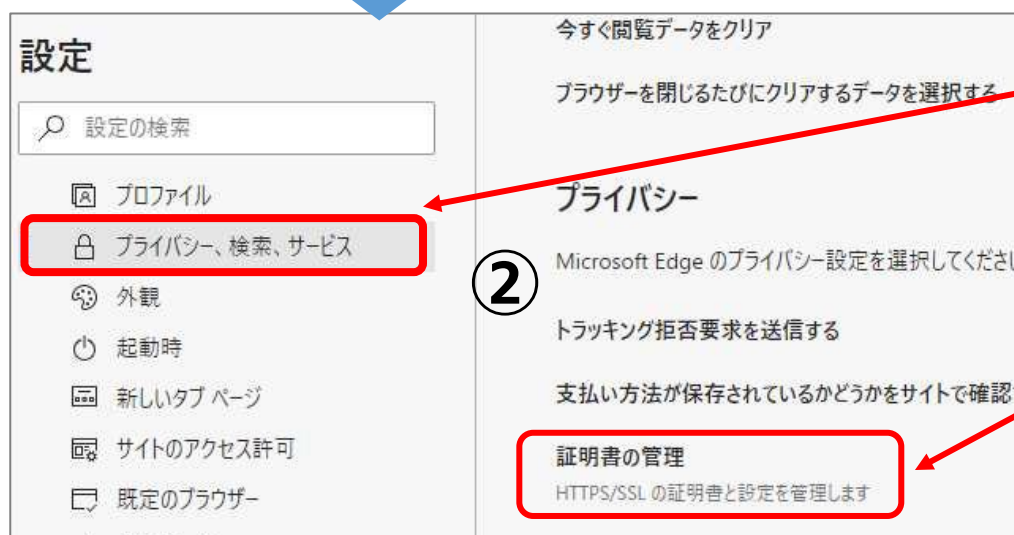 設定
設定の検索
プロファイル
プライバシー、検索、サービス
外観
起動時
新しいタブ ページ
サイトのアクセス許可
既定のブラウザー
②
今すぐ閲覧データをクリア
ブラウザーを閉じるたびにクリアするデータを選択する
プライバシー
Microsoft Edge のプライバシー設定を選択してくださ
トラッキング拒否要求を送信する
支払い方法が保存されているかどうかをサイトで確認
証明書の管理
HTTPS/SSL の証明書と設定を管理します